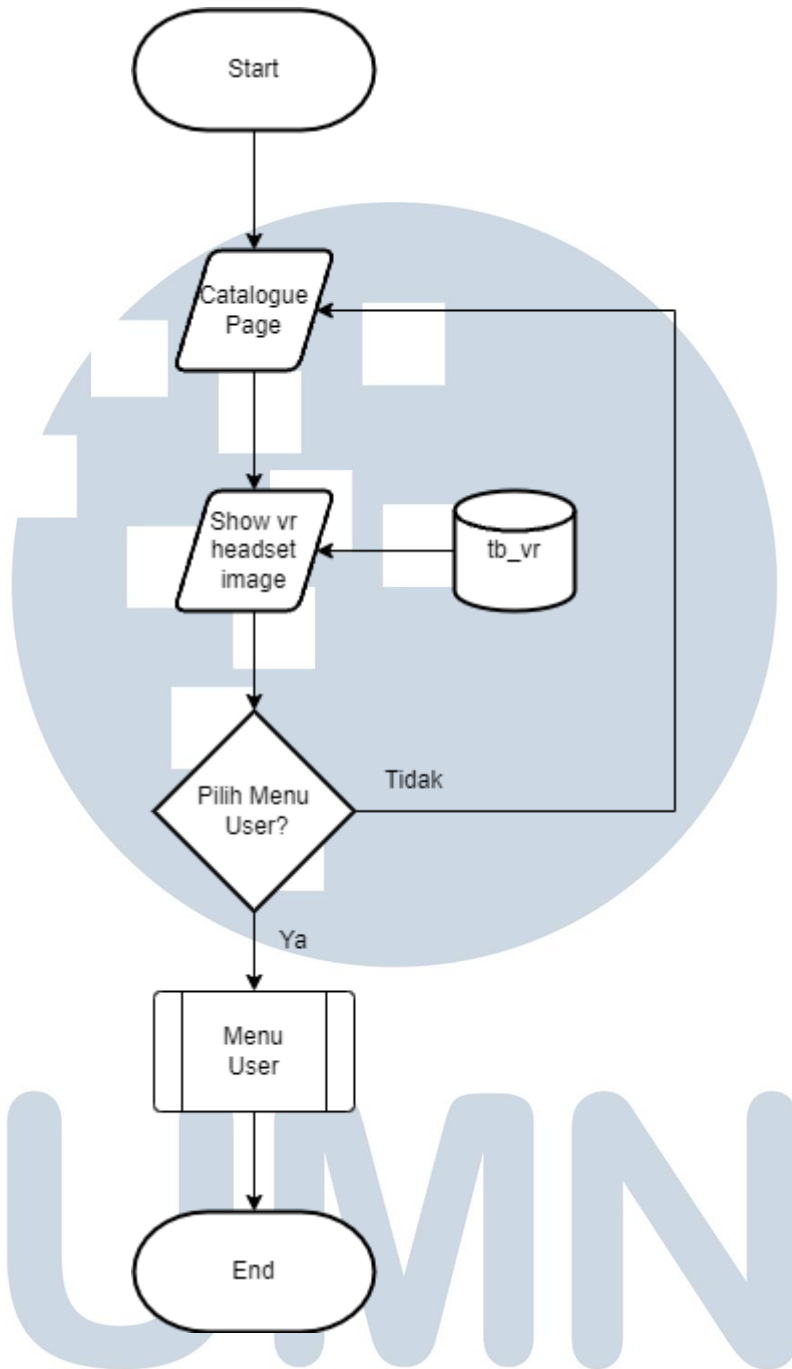 Start
Catalogue
Page
Show vr
headset
image
tb_vr
Pilih Menu
User?
Tidak
Ya
Menu
User
End
UMN